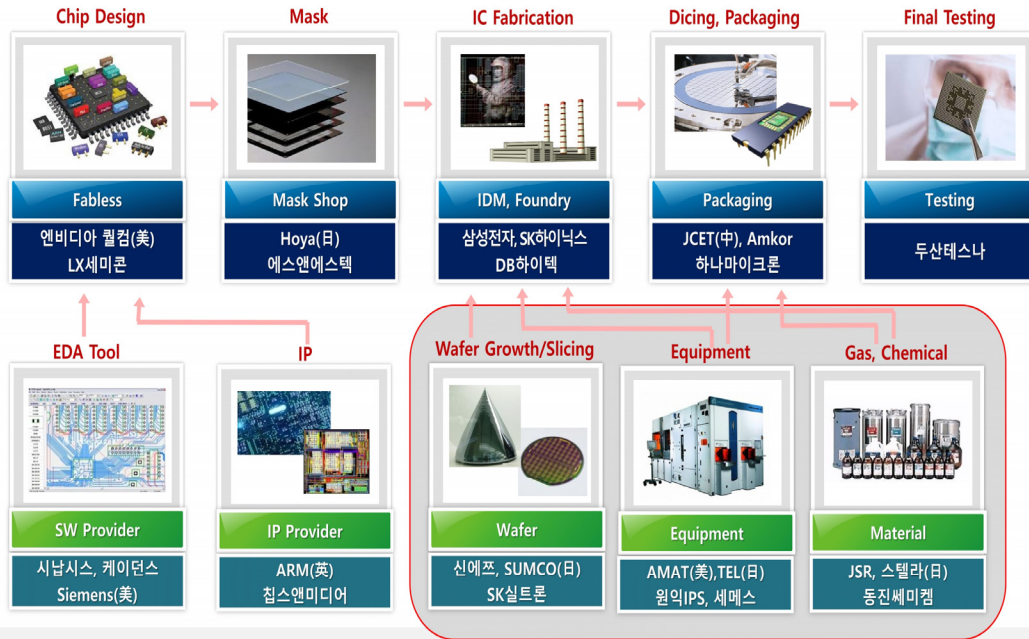 Chip Design
Mask
IC Fabrication
Dicing, Packaging
Final Testing
Fabless
Mask Shop
IDM, Foundry
Packaging
Testing
엔비디아 퀄컴(美)
LX세미콘
Hoya(日)
에스앤에스텍
삼성전자, SK하이닉스
DB하이텍
JCET(中), Amkor
하나마이크론
두산테스나
EDA Tool
IP
Wafer Growth/Slicing
Equipment
Gas, Chemical
SW Provider
IP Provider
Wafer
Equipment
Material
시납시스, 케이던스
Siemens(美)
ARM(英)
칩스앤미디어
신에쯔, SUMCO(日)
SK실트론
AMAT(美),TEL(日)
원익IPS, 세메스
JSR, 스텔라(日)
동진쎄미켐